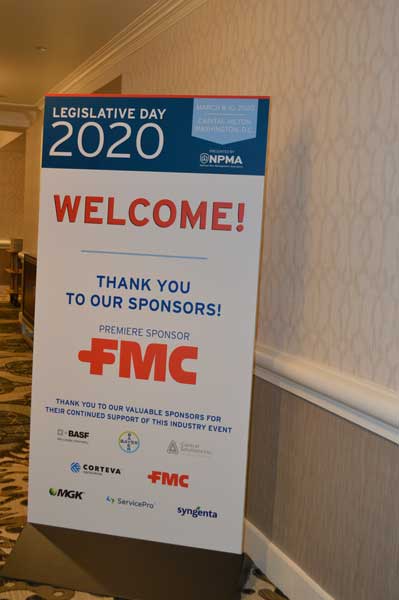 LEGISLATIVE DAY
2020
MARCH 8-10, 2020
CAPITAL HILTON
WASHINGTON, D.C.
PRESENTED BY
NPMA
WELCOME!
THANK YOU
TO OUR SPONSORS!
PREMIERE SPONSOR
FMC
THANK YOU TO OUR VALUABLE SPONSORS FOR
THEIR CONTINUED SUPPORT OF THIS INDUSTRY EVENT
BASF
BAYER
CORTEVA
FMC
MGK
ServicePro
syngenta